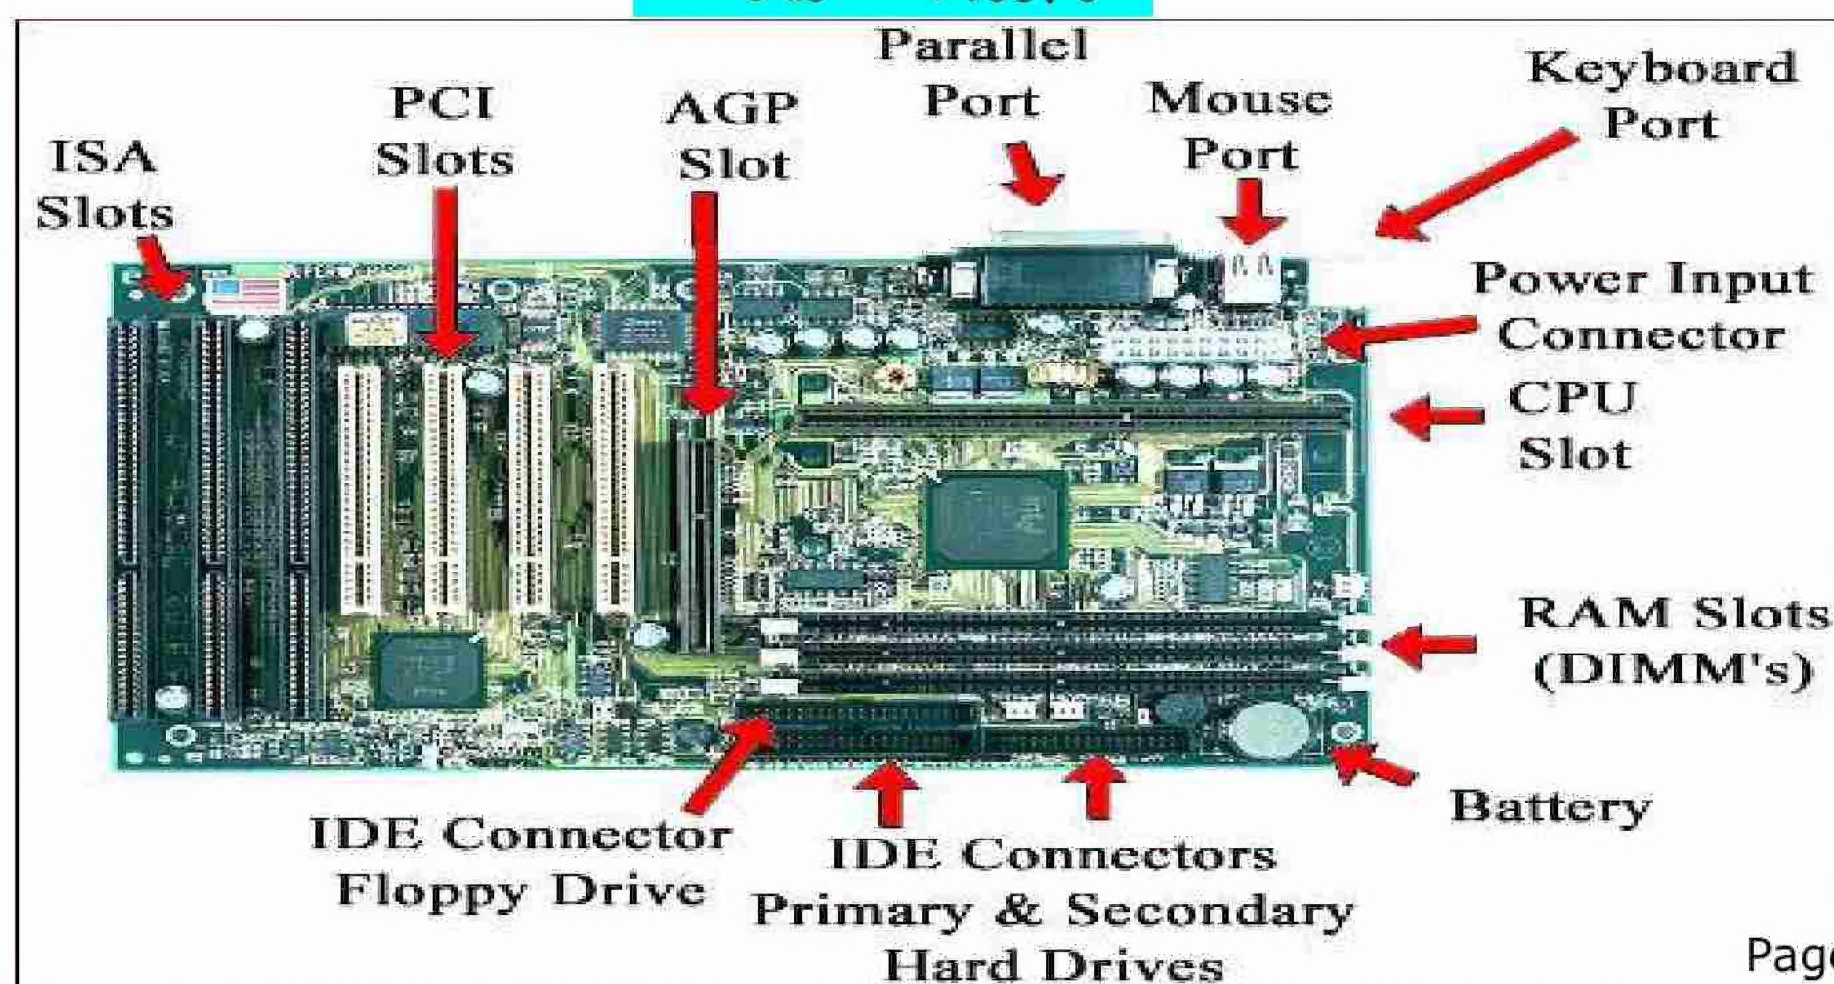 Parallel
Port
Keyboard
Port
PCI
Slots
AGP
Slot
Mouse
Port
ISA
Slots
Power Input
Connector
CPU
Slot
RAM Slots
(DIMM's)
Battery
IDE Connector
Floppy Drive
IDE Connectors
Primary & Secondary
Hard Drives